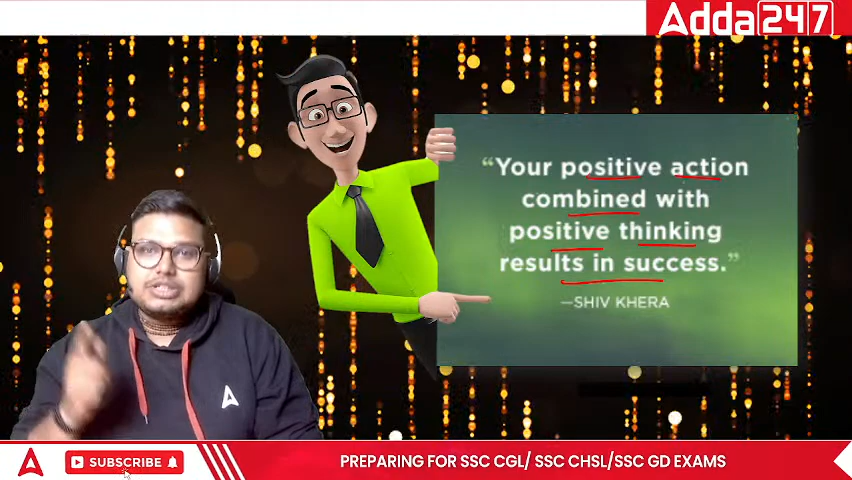 Adda247
“Your positive action
combined with
positive thinking
results in success.”
—SHIV KHERA
SUBSCRIBE
PREPARING FOR SSC CGL/ SSC CHSL/SSC GD EXAMS